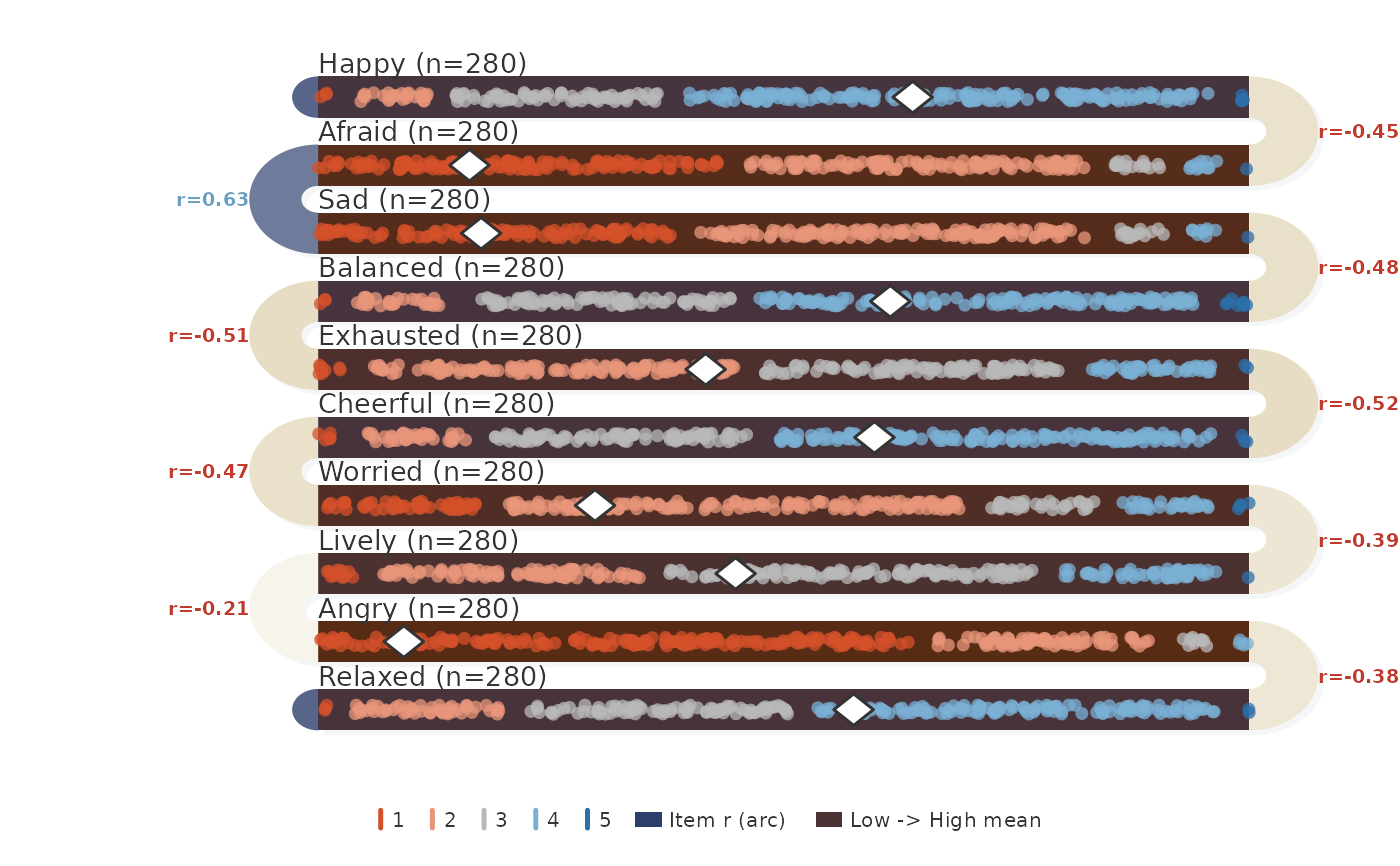 Happy (n=280)
Afraid (n=280)
r=-0.45
r=0.63
Sad (n=280)
Balanced (n=280)
r=-0.48
r=-0.51
Exhausted (n=280)
Cheerful (n=280)
r=-0.52
r=-0.47
Worried (n=280)
Lively (n=280)
r=-0.39
r=-0.21
Angry (n=280)
Relaxed (n=280)
r=-0.38
1 2 3 4 5 Item r (arc) Low -> High mean